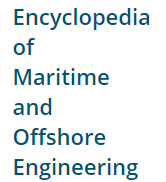 Encyclopedia
of
Maritime
and
Offshore
Engineering